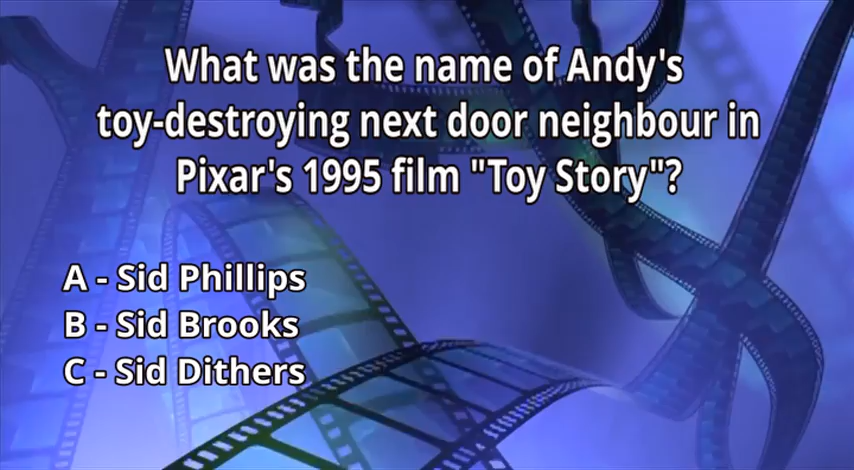 What was the name of Andy's
toy-destroying next door neighbour in
Pixar's 1995 film "Toy Story"?
A - Sid Phillips
B - Sid Brooks
C - Sid Dithers